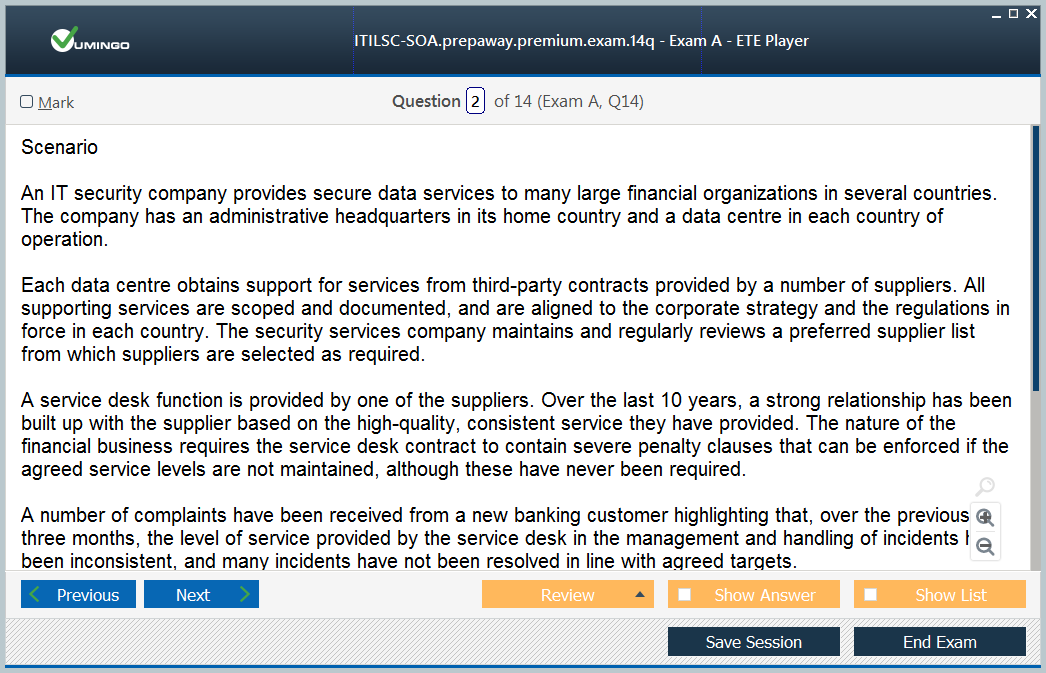 VUMINGO
ITILSC-SOA.prepaway.premium.exam.14q - Exam A - ETE Player
Mark
Question 2 of 14 (Exam A, Q14)
Scenario
An IT security company provides secure data services to many large financial organizations in several countries.
The company has an administrative headquarters in its home country and a data centre in each country of
operation.
Each data centre obtains support for services from third-party contracts provided by a number of suppliers. All
supporting services are scoped and documented, and are aligned to the corporate strategy and the regulations in
force in each country. The security services company maintains and regularly reviews a preferred supplier list
from which suppliers are selected as required.
A service desk function is provided by one of the suppliers. Over the last 10 years, a strong relationship has been
built up with the supplier based on the high-quality, consistent service they have provided. The nature of the
financial business requires the service desk contract to contain severe penalty clauses that can be enforced if the
agreed service levels are not maintained, although these have never been required.
A number of complaints have been received from a new banking customer highlighting that, over the previous
three months, the level of service provided by the service desk in the management and handling of incidents
been inconsistent, and many incidents have not been resolved in line with agreed targets.
Previous
Next
Review
Show Answer
Show List
Save Session
End Exam